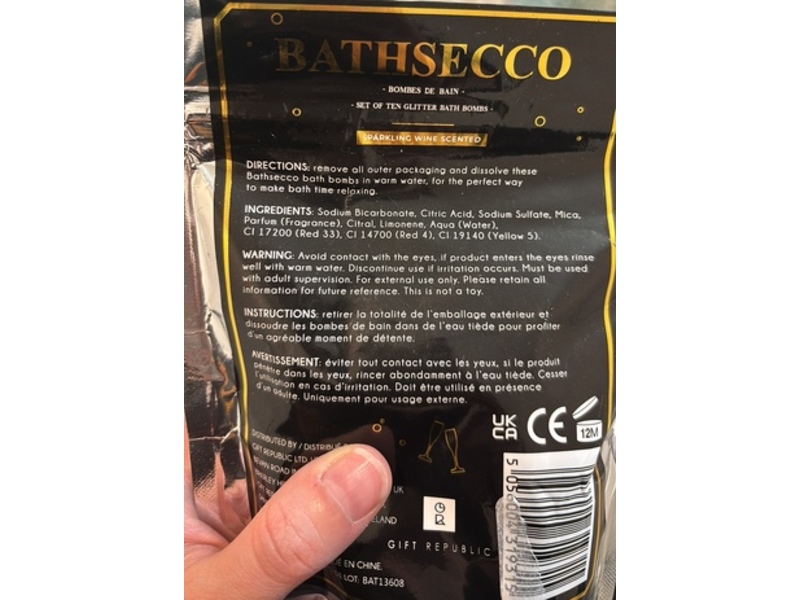 BATHSECCO
· BOMBES DE BAIN ·
· SET OF TEN GLITTER BATH BOMBS ·
SPARKLING WINE SCENTED
DIRECTIONS: remove all outer packaging and dissolve these
Bathsecco bath bombs in warm water, for the perfect way
to make bath time relaxing.
INGREDIENTS: Sodium Bicarbonate, Citric Acid, Sodium Sulfate, Mica,
Parfum (Fragrance), Citral, Limonene, Aqua (Water),
CI 17200 (Red 33), CI 14700 (Red 4), CI 19140 (Yellow 5).
WARNING: Avoid contact with the eyes, if product enters the eyes rinse
well with warm water. Discontinue use if irritation occurs. Must be used
with adult supervision. For external use only. Please retain all
information for future reference. This is not a toy.
INSTRUCTIONS: retirer la totalité de l'emballage extérieur et
dissoudre les bombes de bain dans de l'eau tiède pour profiter
d'un agréable moment de détente.
AVERTISSEMENT: éviter tout contact avec les yeux, si le produit
pénètre dans les yeux, rincer abondamment à l'eau tiède. Cesser
l'utilisation en cas d'irritation. Doit être utilisé en présence
d'un adulte. Uniquement pour usage externe.
UK
CA CE 12M
DISTRIBUTED BY / DISTRIBUÉ
GIFT REPUBLIC LTD,
ROAD
UK
GR
GIFT REPUBLIC
EN CHINE.
LOT: BAT13608